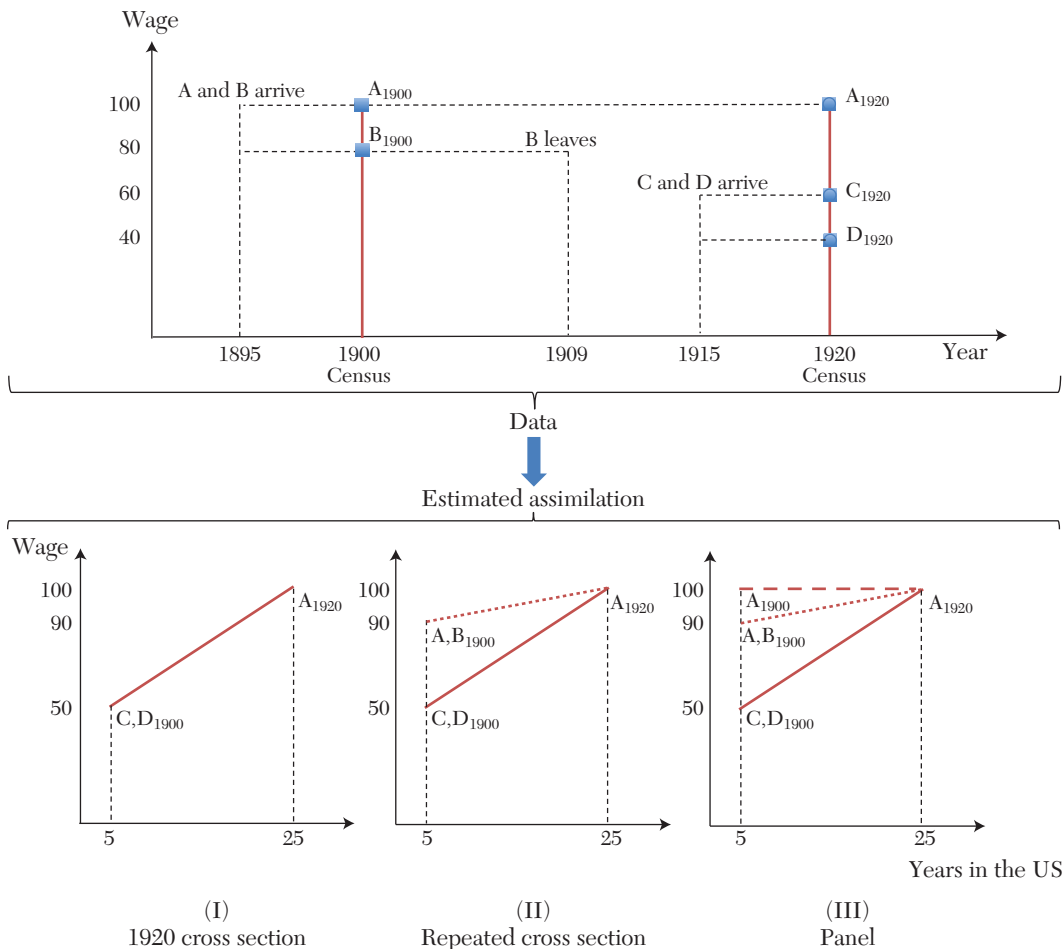 Wage
100
80
60
40
A and B arrive
A1900
B1900
B leaves
C and D arrive
A1920
C1920
D1920
1895
1900
Census
1909
1915
1920
Census
Year
Data
Estimated assimilation
Wage
100
90
50
A1920
C,D1900
5
25
100
90
50
A1920
A,B1900
C,D1900
5
25
100
90
50
A1900
A,B1900
A1920
C,D1900
5
25
Years in the US
(I)
1920 cross section
(II)
Repeated cross section
(III)
Panel